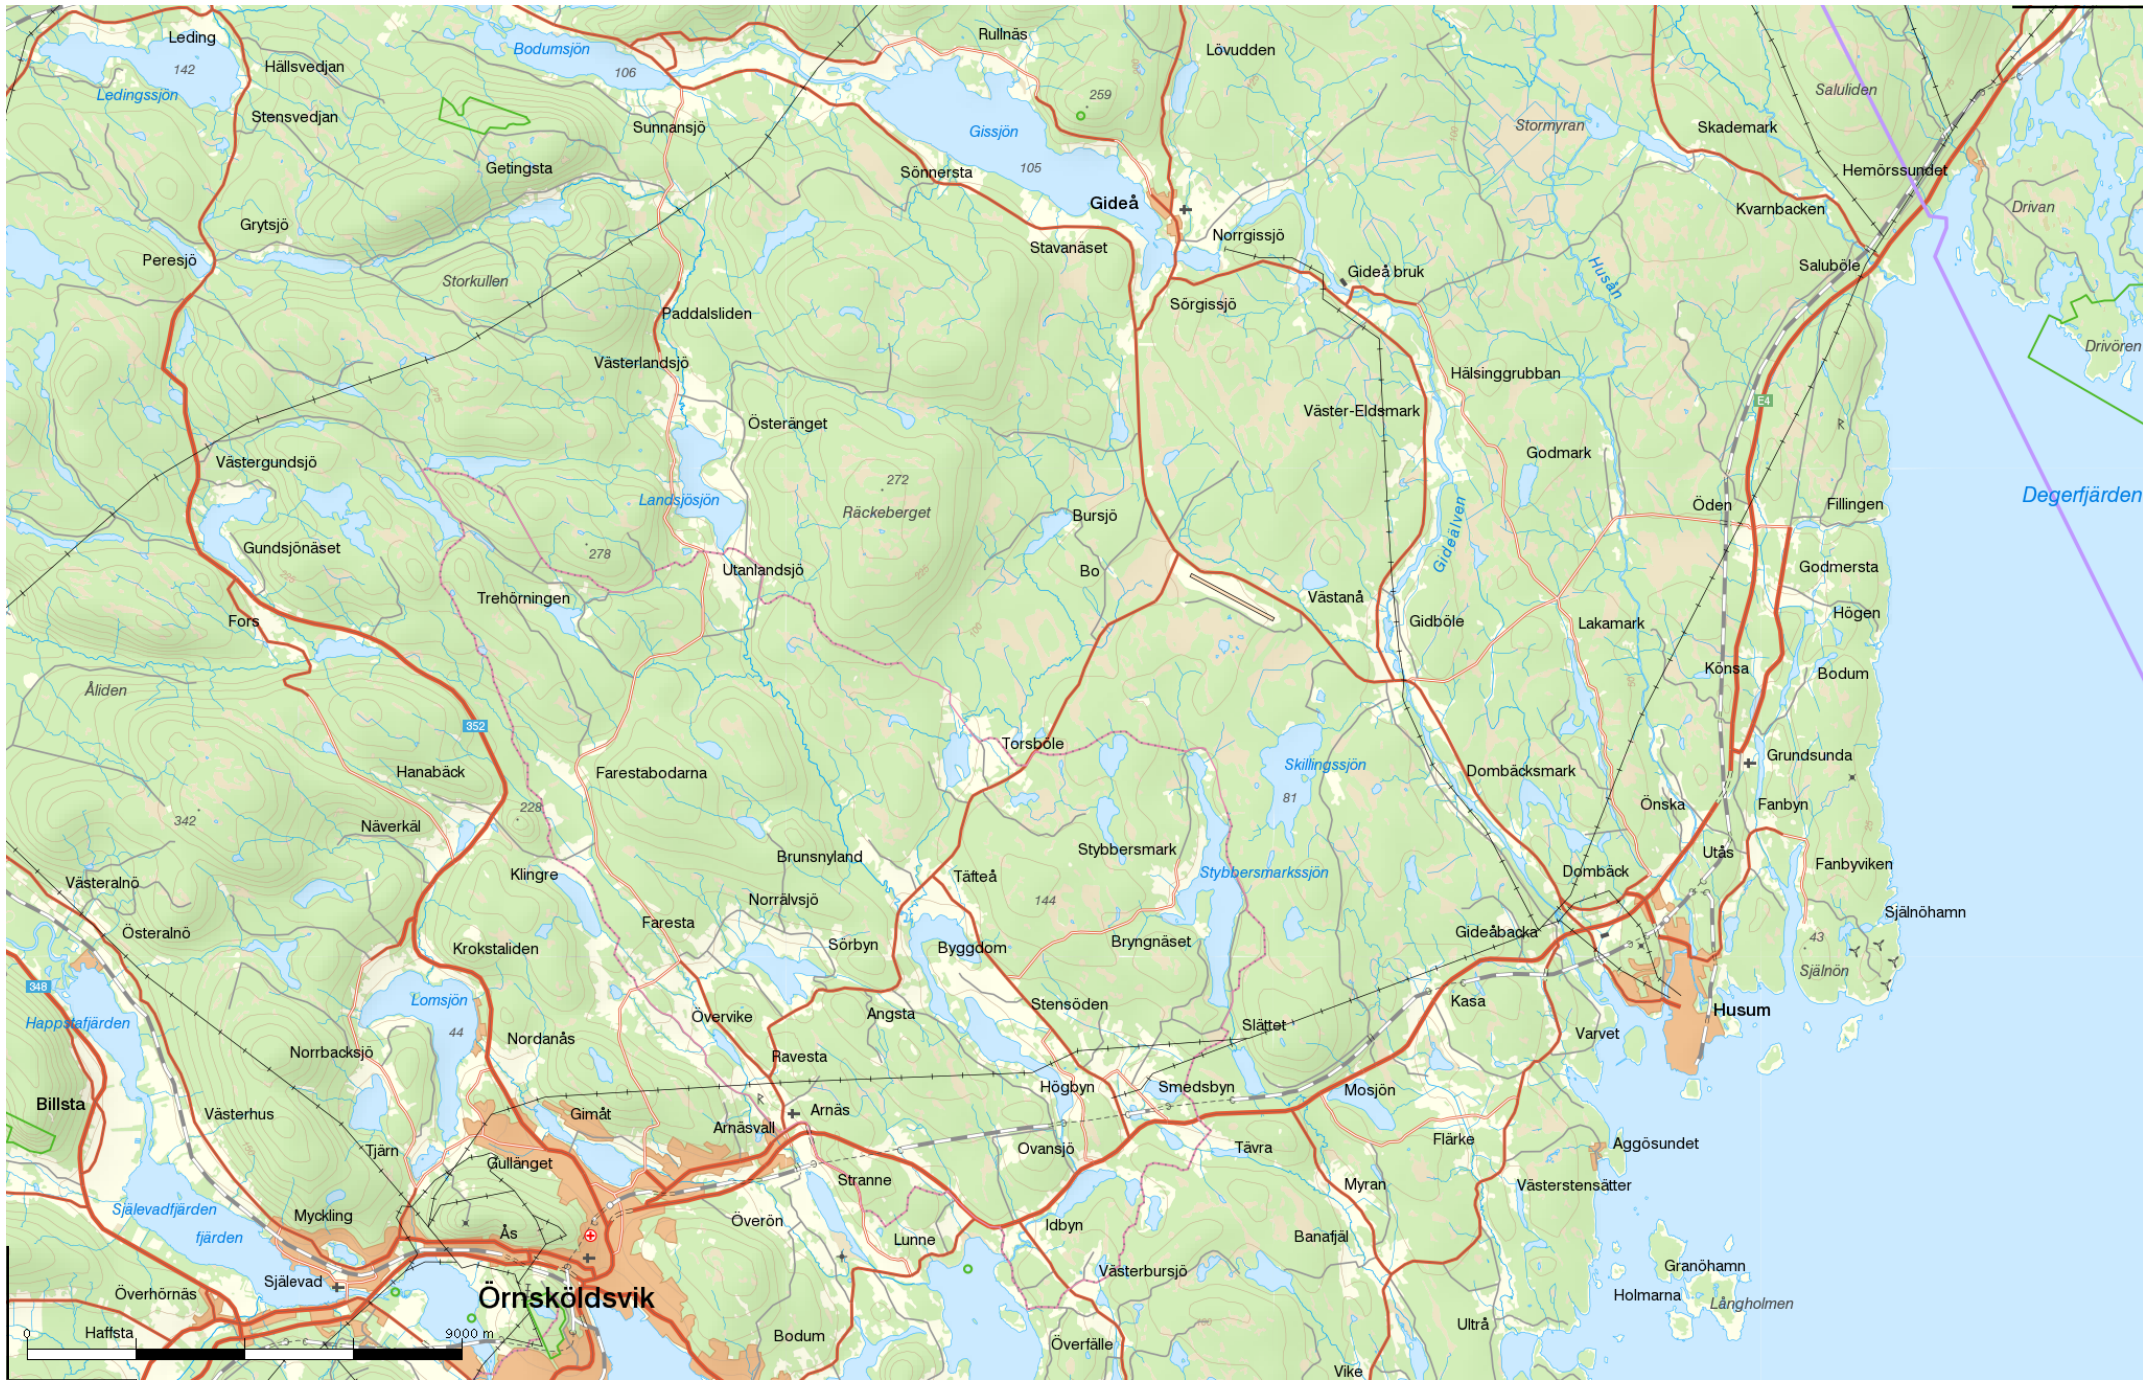 Leding
142
Ledingssjön
Hällsvedjan
Stensvedjan
Bodumsjön
106
Rullnäs
Lövudden
259
Gissjön
105
Saluliden
Stormyran
Skademark
Sunnansjö
Getingsta
Sönnersta
Hemörssundet
Gideå
Kvarnbacken
Drivan
Grytsjö
Peresjö
Storkullen
Stavanäset
Norrgissjö
Gideå bruk
Husån
Saluböle
Sörgissjö
Paddalsliden
Drivören
Västerlandsjö
Hälsinggrubban
E4
Väster-Eldsmark
Österänget
Godmark
Västergundsjö
272
Räckeberget
Landsjösjön
Bursjö
Gideälven
Öden
Fillingen
Degerfjärden
Gundsjönäset
278
Utanlandsjö
Bo
Godmersta
Trehörningen
Västanå
Högen
Fors
Gidböle
Lakamark
Könsa
Bodum
Åliden
352
Torsböle
Grundsunda
Hanabäck
Farestabodarna
Skillingssjön
Dombäcksmark
81
228
Önska
Fanbyn
342
Näverkäl
Brunsnyland
Stybbersmark
Utås
Fanbyviken
Klingre
Täfteå
Stybbersmarkssjön
Dombäck
Västeralnö
Norrälvsjö
144
Själnöhamn
Österalnö
Faresta
Sörbyn
Byggdom
Bryngnäset
Gideåbacka
43
Själnön
Krokstaliden
348
Lomsjön
44
Happstafjärden
Övervike
Ångsta
Stensöden
Kasa
Husum
Slättet
Varvet
Nordanås
Norrbacksjö
Ravesta
Högbyn
Smedsbyn
Mosjön
Billsta
Västerhus
Gimåt
Arnäs
Arnäsvall
Flärke
Aggösundet
Tjärn
Gullänget
Ovansjö
Tävra
Stranne
Myran
Västerstensätter
Själevadfjärden
fjärden
Myckling
Ås
Överön
Lunne
Idbyn
Banafjäl
Granöhamn
Själevad
Överhörnäs
Örnsköldsvik
Västerbursjö
Holmarna
Långholmen
Haffsta
0
9000 m
Bodum
Överfälle
Ultrå
Vike